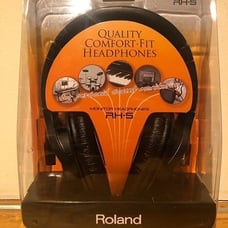 RH-5
QUALITY
COMFORT-FIT
HEADPHONES
MONITOR HEADPHONES
RH-5
Roland